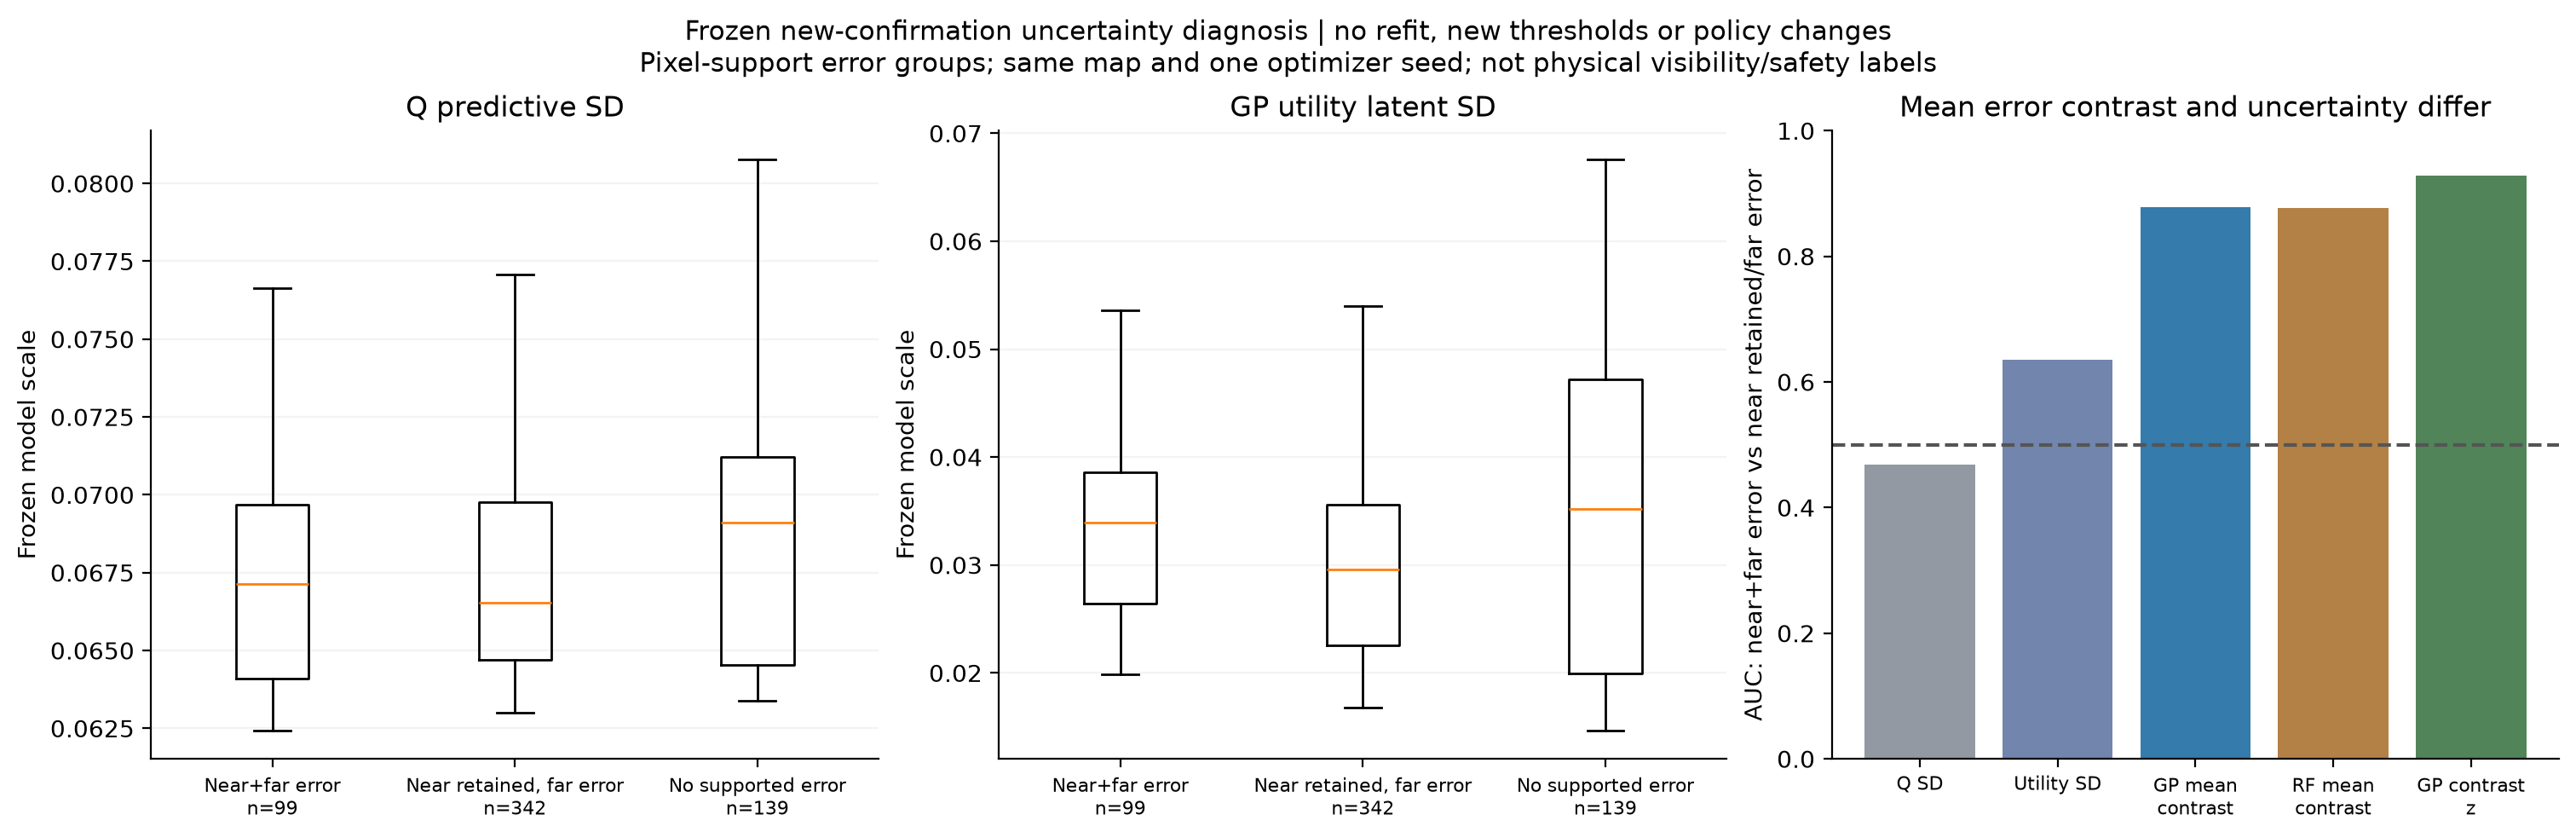 Frozen new-confirmation uncertainty diagnosis | no refit, new thresholds or policy changes
Pixel-support error groups; same map and one optimizer seed; not physical visibility/safety labels
Q predictive SD
Frozen model scale
0.0800
0.0775
0.0750
0.0725
0.0700
0.0675
0.0650
0.0625
Near+far error
n=99
Near retained, far error
n=342
No supported error
n=139
GP utility latent SD
Frozen model scale
0.07
0.06
0.05
0.04
0.03
0.02
Near+far error
n=99
Near retained, far error
n=342
No supported error
n=139
Mean error contrast and uncertainty differ
AUC: near+far error vs near retained/far error
1.0
0.8
0.6
0.4
0.2
0.0
Q SD
Utility SD
GP mean
contrast
RF mean
contrast
GP contrast
z